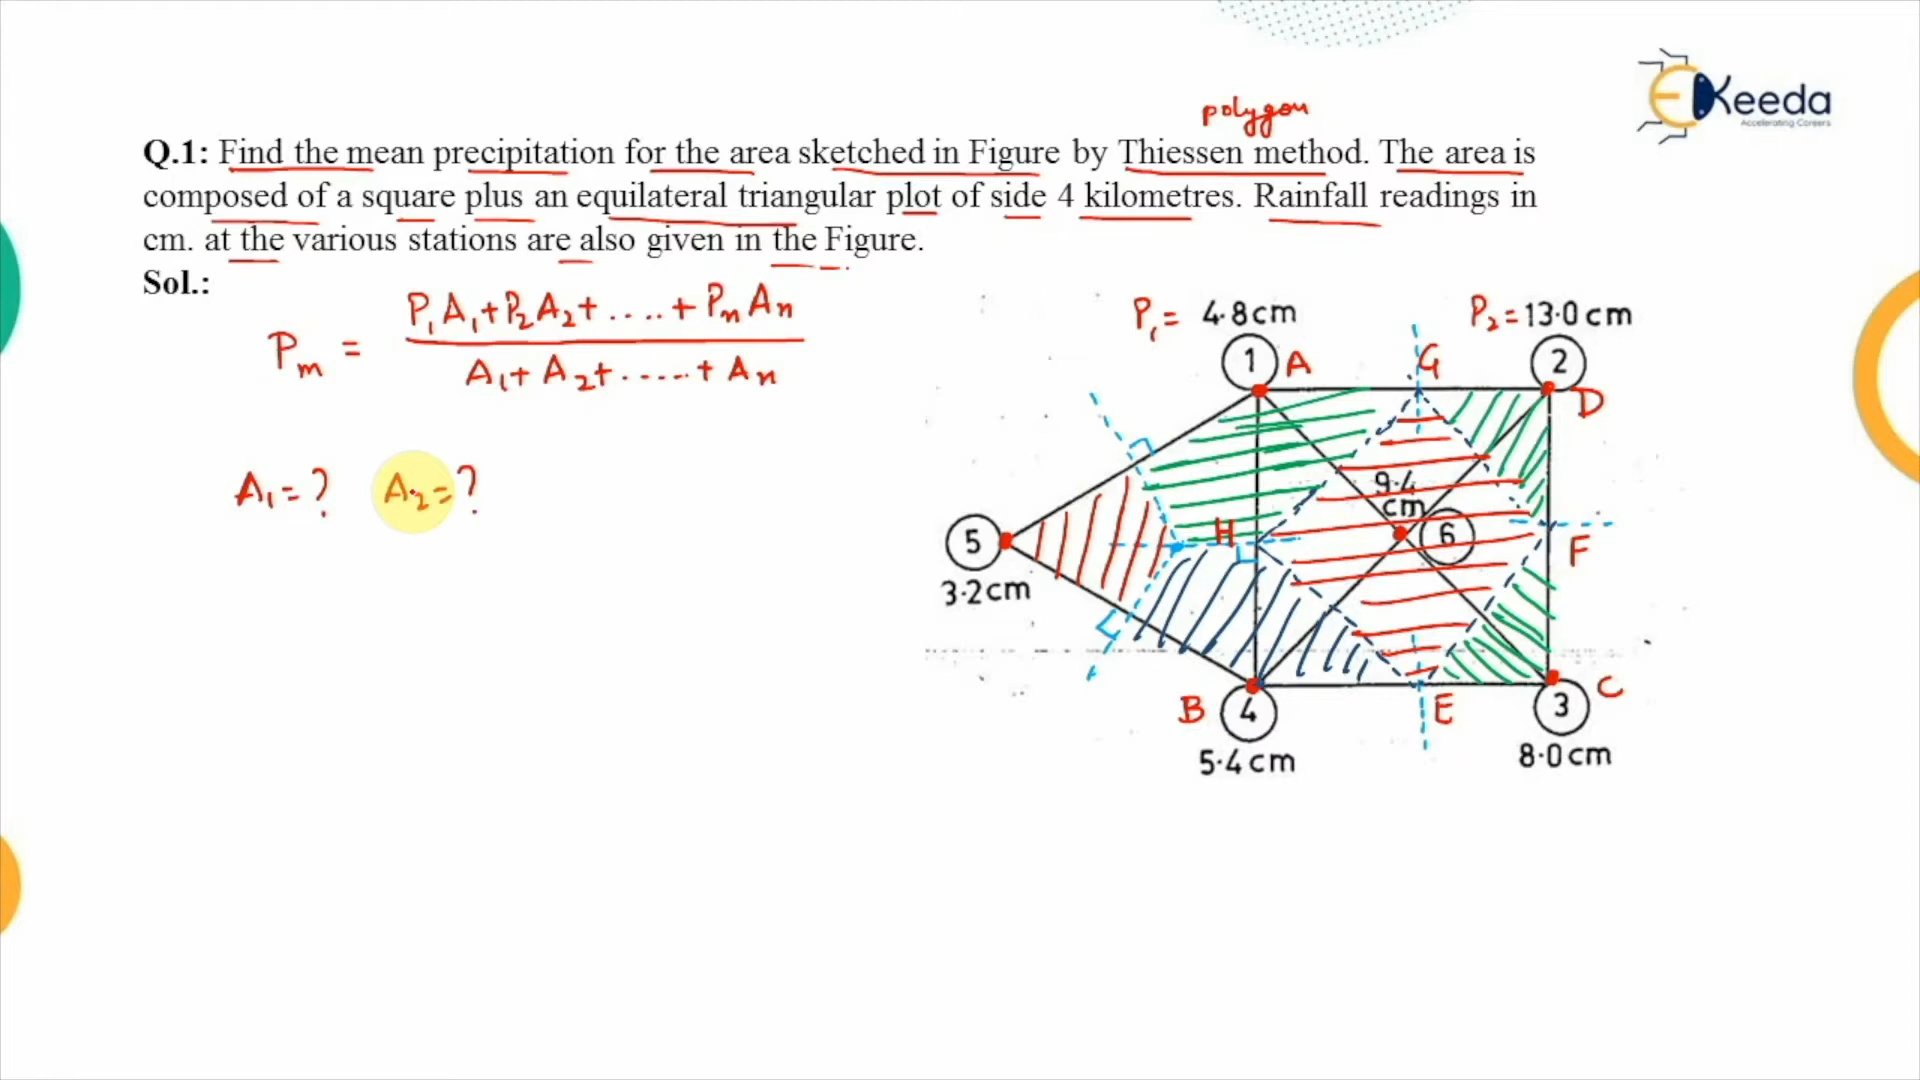 EKeeda
Accelerating Careers
polygon
Q.1: Find the mean precipitation for the area sketched in Figure by Thiessen method. The area is
composed of a square plus an equilateral triangular plot of side 4 kilometres. Rainfall readings in
cm. at the various stations are also given in the Figure.
Sol.:
Pm = P1A1+P2A2+.....+PnAn
A1+A2+.....+An
A1=? A2=?
P1= 4.8cm P2=13.0cm
1 A G 2
D
9.4
cm
5 H 6 F
3.2cm
B 4 E 3 C
5.4cm 8.0cm